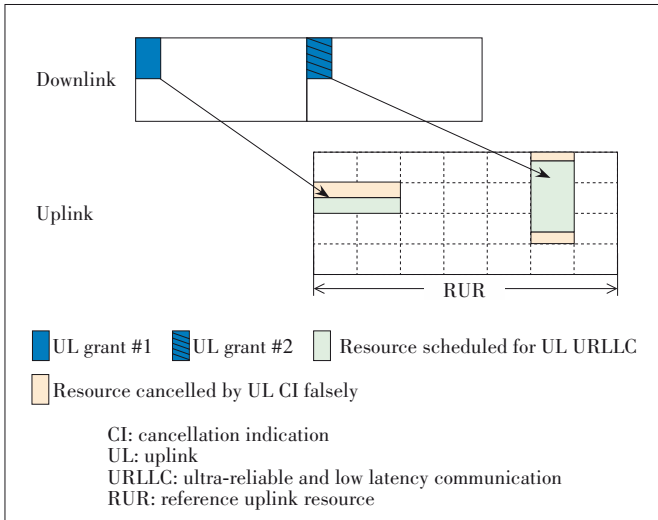 Downlink
Uplink
RUR
UL grant #1 UL grant #2 Resource scheduled for UL URLLC
Resource cancelled by UL CI falsely
CI: cancellation indication
UL: uplink
URLLC: ultra-reliable and low latency communication
RUR: reference uplink resource